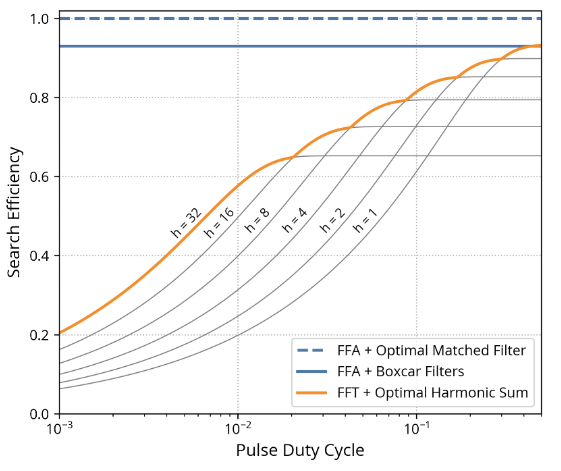 1.0
0.8
0.6
0.4
0.2
0.0
Search Efficiency
h = 32
h = 16
h = 8
h = 4
h = 2
h = 1
FFA + Optimal Matched Filter
FFA + Boxcar Filters
FFT + Optimal Harmonic Sum
10⁻³
10⁻²
10⁻¹
Pulse Duty Cycle